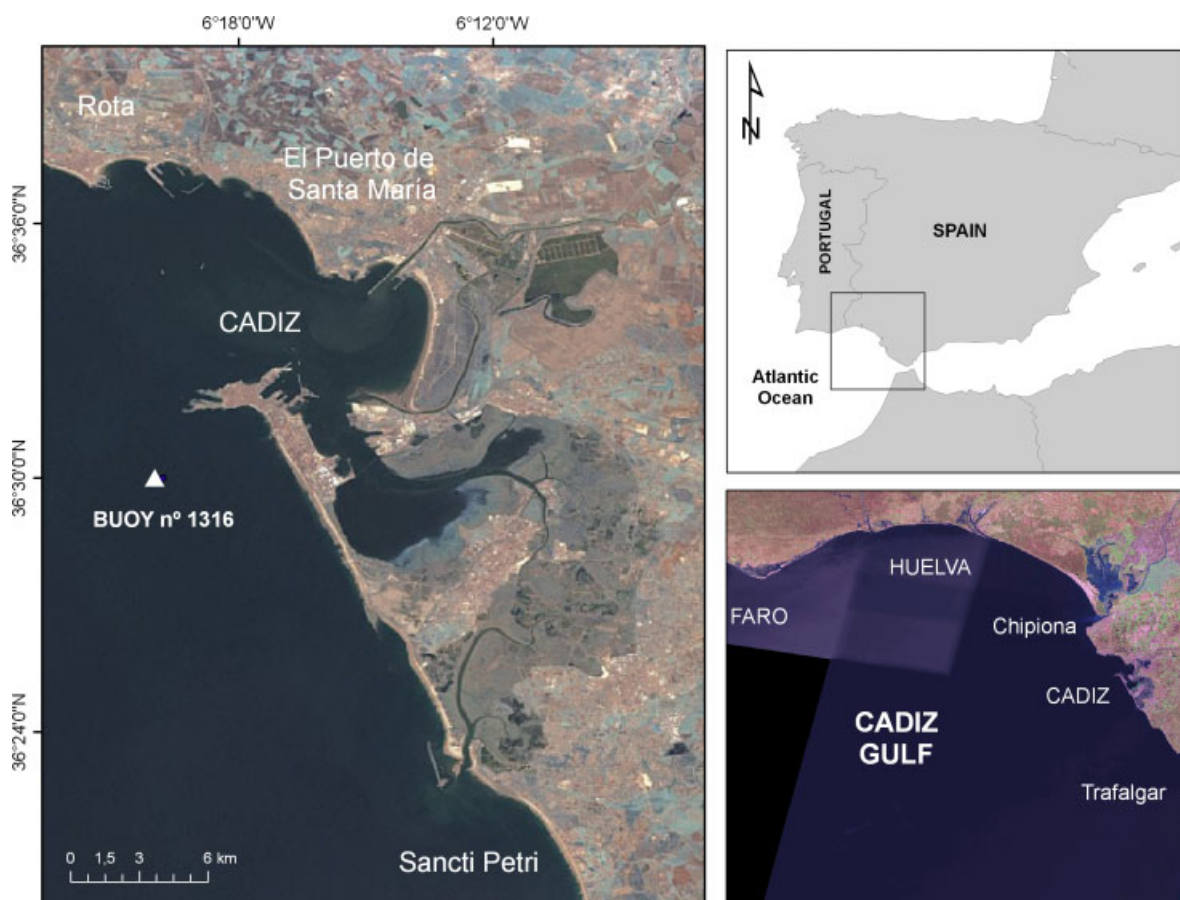 6°18'0"W
6°12'0"W
Rota
El Puerto de
Santa María
36°36'0"N
CADIZ
36°30'0"N
BUOY nº 1316
36°24'0"N
0 1,5 3 6 km
Sancti Petri
N
PORTUGAL
SPAIN
Atlantic
Ocean
HUELVA
FARO
Chipiona
CADIZ
CADIZ
GULF
Trafalgar